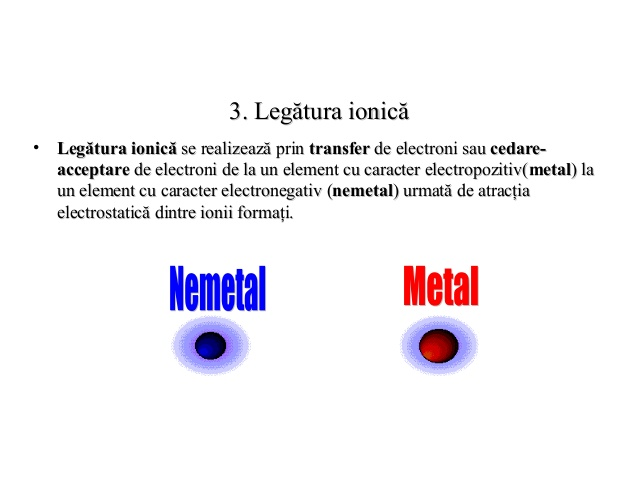 3. Legătura ionică
• Legătura ionică se realizează prin transfer de electroni sau cedare-
acceptare de electroni de la un element cu caracter electropozitiv(metal) la
un element cu caracter electronegativ (nemetal) urmată de atracția
electrostatică dintre ionii formați.
Nemetal
Metal